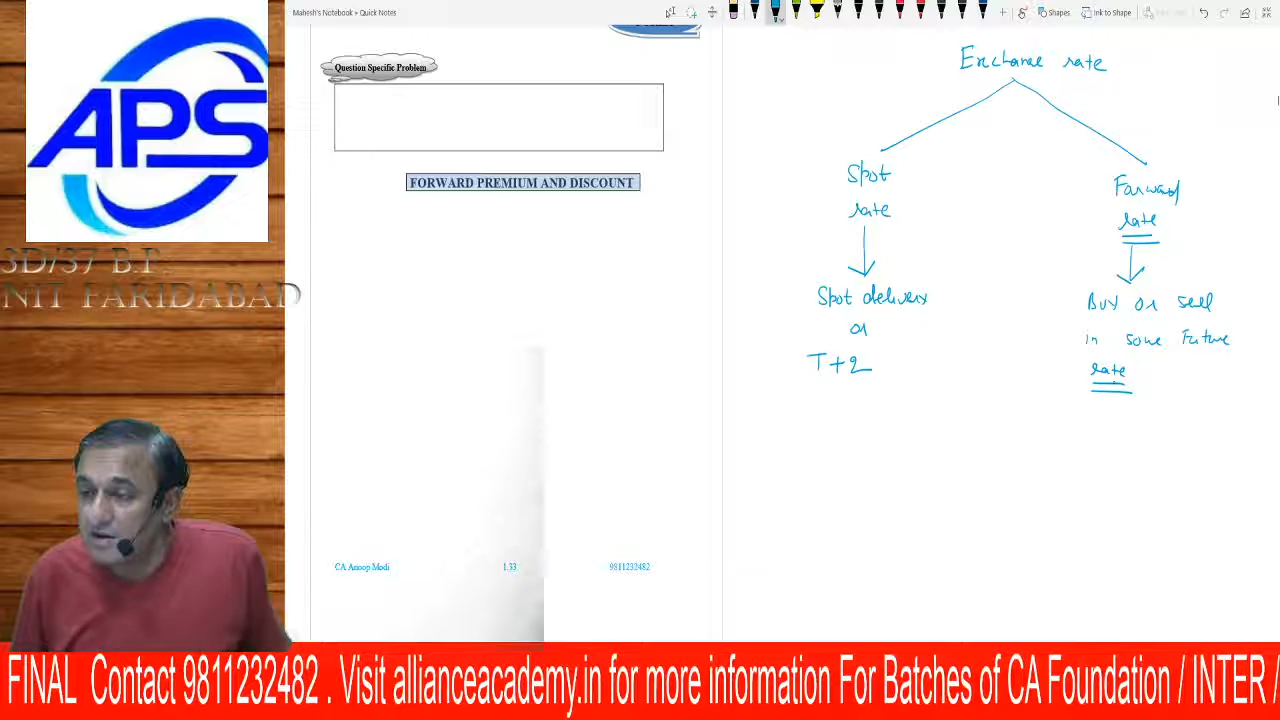 Mahesh's Notebook » Quick Notes
Shapes
Ink to Shape
APS
3D/37 B.P.
NIT FARIDABAD
Question Specific Problem
FORWARD PREMIUM AND DISCOUNT
CA Anoop Modi 1.33 9811232482
Exchange rate
Spot
rate
Spot delivery
or
T+2
Forward
rate
Buy or sell
in some Future
rate
FINAL Contact 9811232482 . Visit allianceacademy.in for more information For Batches of CA Foundation / INTER /